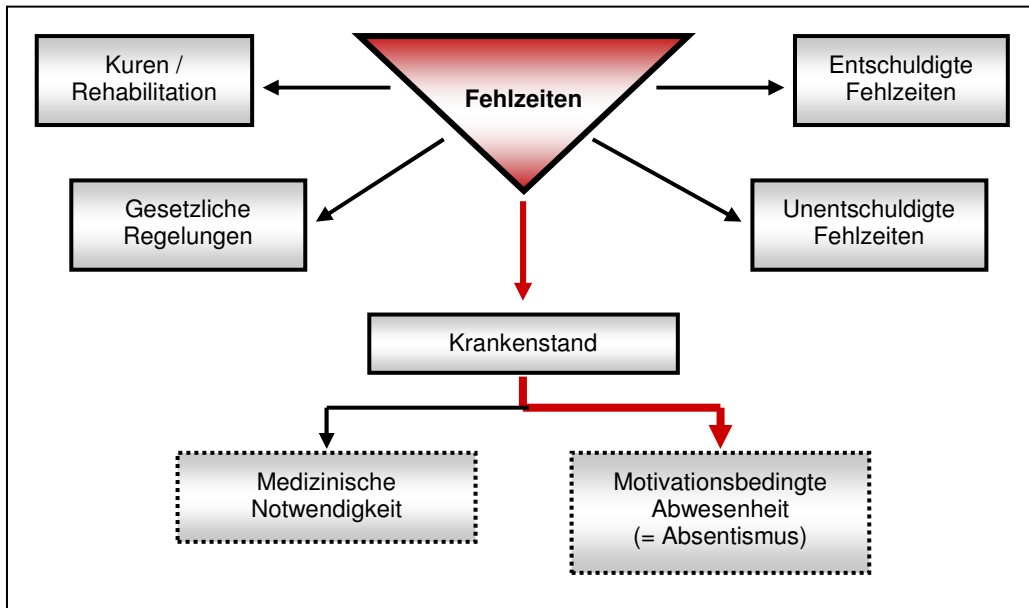 Kuren /
Rehabilitation
Fehlzeiten
Entschuldigte
Fehlzeiten
Gesetzliche
Regelungen
Unentschuldigte
Fehlzeiten
Krankenstand
Medizinische
Notwendigkeit
Motivationsbedingte
Abwesenheit
(= Absentismus)